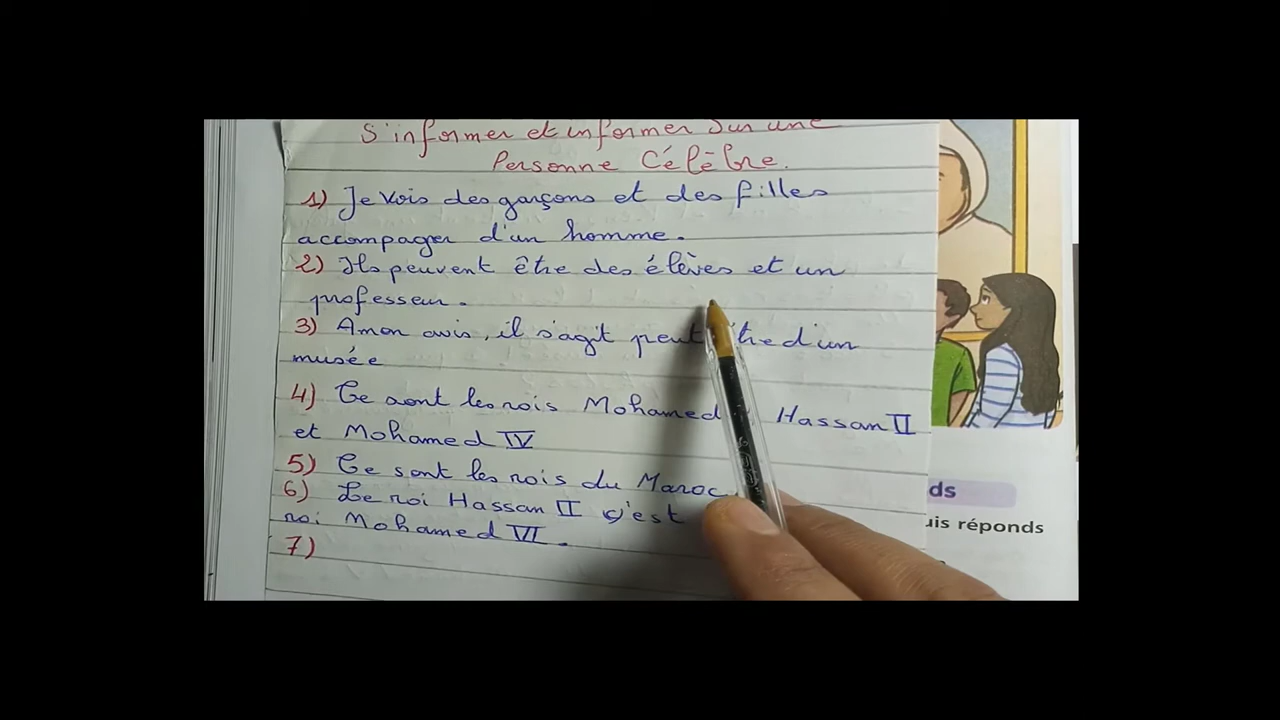 S'informer et informer sur une
Personne Célèbre.
1) Je vois des garçons et des filles
accompager d'un homme.
2) Ils peuvent être des élèves et un
professeur.
3) Amon avis, il s'agit peut être d'un
musée
4) Ce sont les rois Mohamed Hassan II
et Mohamed IV
5) Ce sont les rois du Maroc
6) Le roi Hassan II c'est
roi Mohamed VI.
7)
ds
uis réponds